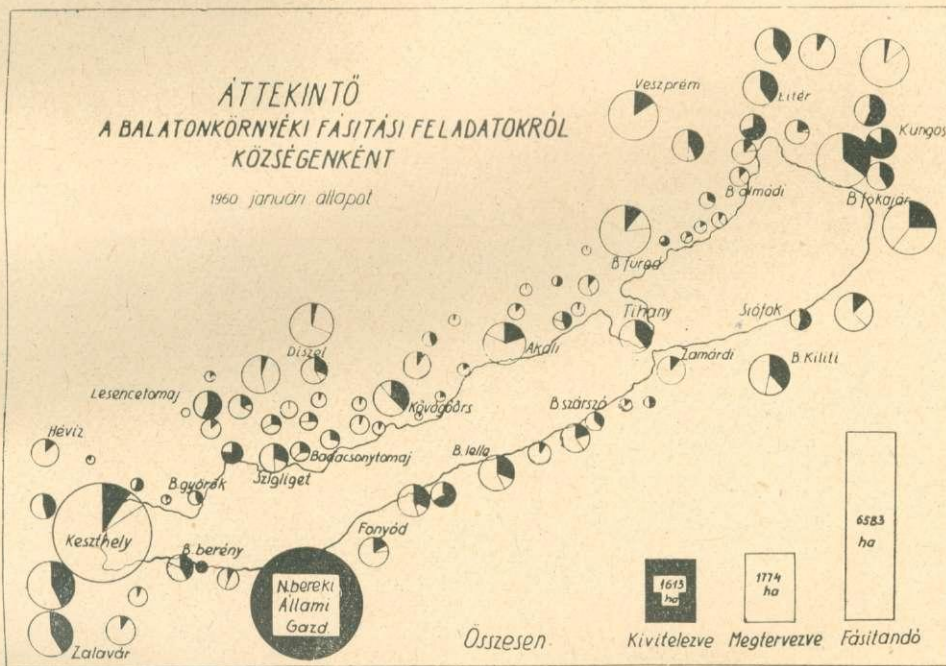 ÁTTEKINTŐ
A BALATONKÖRNYÉKI FÁSITÁSI FELADATOKRÓL
KÖZSÉGENKÉNT
1960 januári állapot
Veszprém
Litér
Kungos
B.almádi
B.fokajár
B.füred
Tihany
Siófok
Diszel
Akali
Zamárdi
B.Kiliti
Lesencetomaj
Kővágóörs
B.szárszó
Hévíz
Badacsonytomaj
B.lelle
Szigliget
B.györök
Keszthely
Fonyód
B.berény
N.bereki
Állami
Gazd.
Zalavár
Összesen
1613
ha
Kivitelezve
1774
ha
Megtervezve
6583
ha
Fásitandó